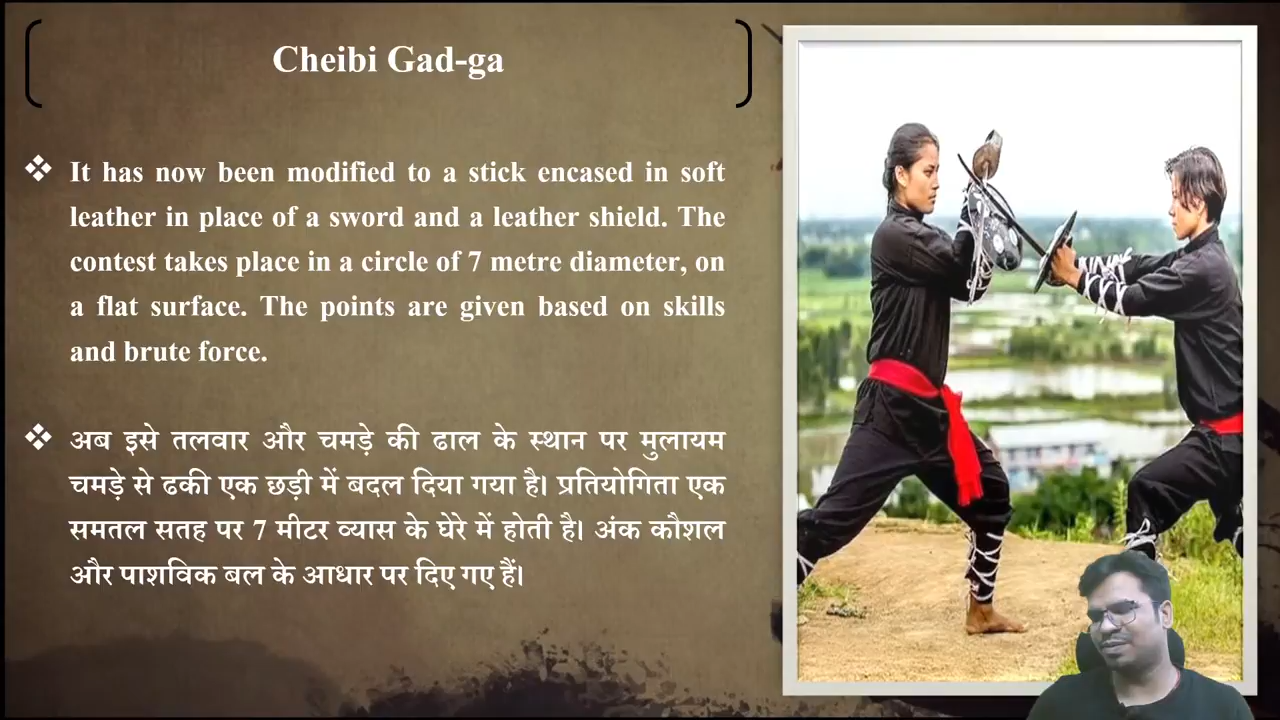 Cheibi Gad-ga
It has now been modified to a stick encased in soft
leather in place of a sword and a leather shield. The
contest takes place in a circle of 7 metre diameter, on
a flat surface. The points are given based on skills
and brute force.
अब इसे तलवार और चमड़े की ढाल के स्थान पर मुलायम
चमड़े से ढकी एक छड़ी में बदल दिया गया है। प्रतियोगिता एक
समतल सतह पर 7 मीटर व्यास के घेरे में होती है। अंक कौशल
और पाशविक बल के आधार पर दिए गए हैं।